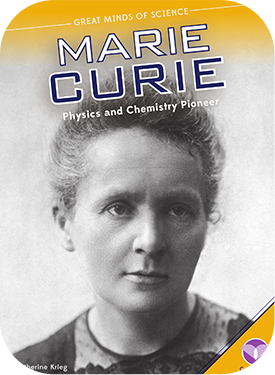 GREAT MINDS OF SCIENCE
MARIE
CURIE
Physics and Chemistry Pioneer
Krieg